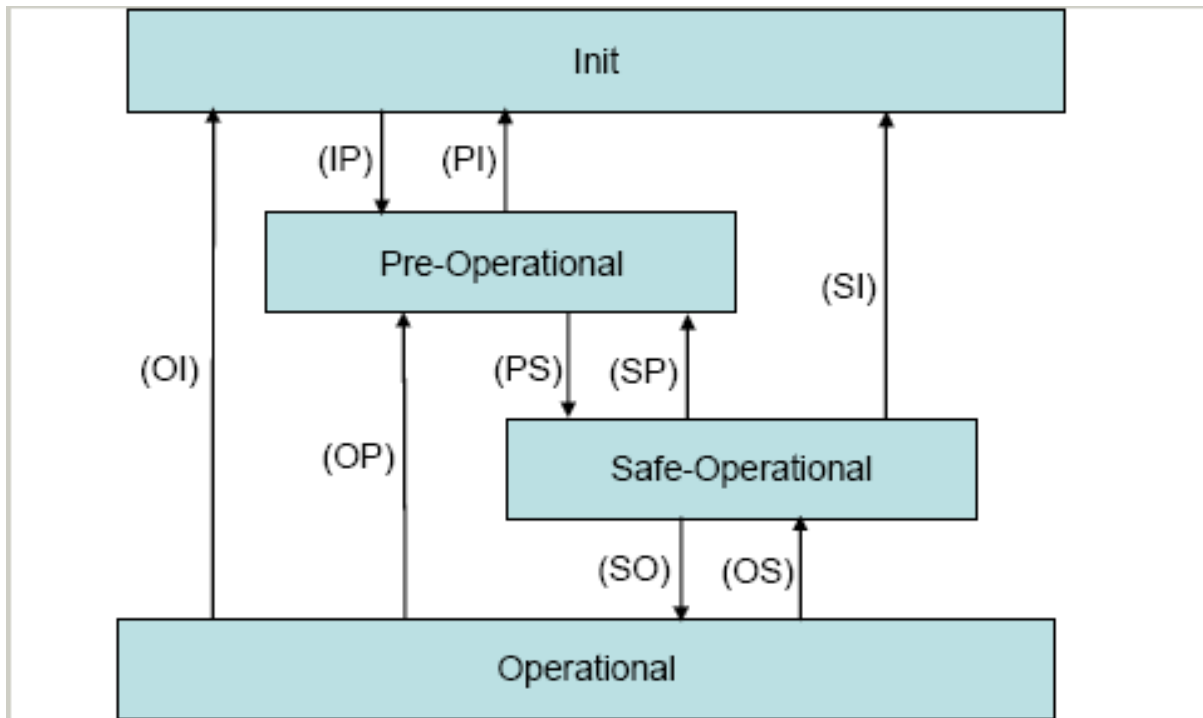 Init
(IP)
(PI)
Pre-Operational
(SI)
(OI)
(PS)
(SP)
(OP)
Safe-Operational
(SO)
(OS)
Operational